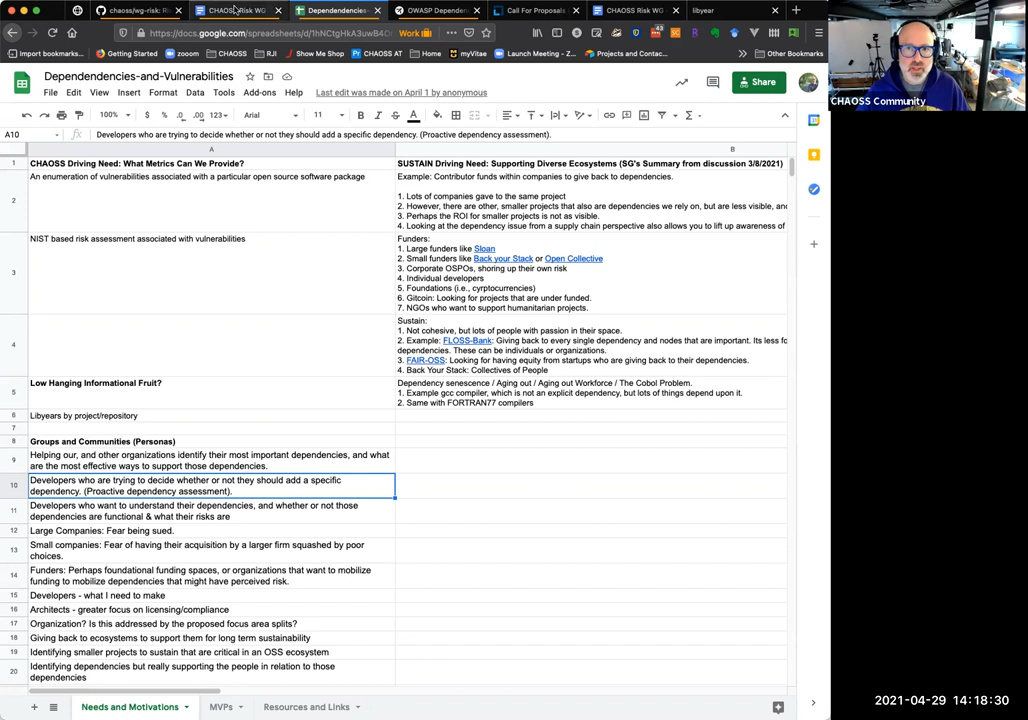 chaoss/wg-risk: Ris
CHAOSS Risk WG
Dependendencies-
OWASP Depender
Call For Proposals
CHAOSS Risk WG -
libyear
https://docs.google.com/spreadsheets/d/1hNCtgHkA3uwB4O
Work
Import bookmarks...
Getting Started
zooom
CHAOSS
RJI
Show Me Shop
CHAOSS AT
Home
myVitae
Launch Meeting - Z...
Projects and Contac...
Other Bookmarks
Dependendencies-and-Vulnerabilities
File Edit View Insert Format Data Tools Add-ons Help Last edit was made on April 1 by anonymous
Share
100% $ % .0 .00 123 Arial 11 B I S A
A10 fx Developers who are trying to decide whether or not they should add a specific dependency. (Proactive dependency assessment).
A B
1 CHAOSS Driving Need: What Metrics Can We Provide? SUSTAIN Driving Need: Supporting Diverse Ecosystems (SG's Summary from discussion 3/8/2021)
An enumeration of vulnerabilities associated with a particular open source software package
Example: Contributor funds within companies to give back to dependencies.
2
1. Lots of companies gave to the same project
2. However, there are other, smaller projects that also are dependencies we rely on, but are less visible, and
3. Perhaps the ROI for smaller projects is not as visible.
4. Looking at the dependency issue from a supply chain perspective also allows you to lift up awareness of
NIST based risk assessment associated with vulnerabilities
3
Funders:
1. Large funders like Sloan
2. Small funders like Back your Stack or Open Collective
3. Corporate OSPOs, shoring up their own risk
4. Individual developers
5. Foundations (i.e., cyrptocurrencies)
6. Gitcoin: Looking for projects that are under funded.
7. NGOs who want to support humanitarian projects.
4
Sustain:
1. Not cohesive, but lots of people with passion in their space.
2. Example: FLOSS-Bank: Giving back to every single dependency and nodes that are important. Its less fo
dependencies. These can be individuals or organizations.
3. FAIR-OSS: Looking for having equity from startups who are giving back to their dependencies.
4. Back Your Stack: Collectives of People
5 Low Hanging Informational Fruit?
Dependency senescence / Aging out / Aging out Workforce / The Cobol Problem.
1. Example gcc compiler, which is not an explicit dependency, but lots of things depend upon it.
2. Same with FORTRAN77 compilers
6 Libyears by project/repository
7
8 Groups and Communities (Personas)
9 Helping our, and other organizations identify their most important dependencies, and what
are the most effective ways to support those dependencies.
10 Developers who are trying to decide whether or not they should add a specific
dependency. (Proactive dependency assessment).
11 Developers who want to understand their dependencies, and whether or not those
dependencies are functional & what their risks are
12 Large Companies: Fear being sued.
13 Small companies: Fear of having their acquisition by a larger firm squashed by poor
choices.
14 Funders: Perhaps foundational funding spaces, or organizations that want to mobilize
funding to mobilize dependencies that might have perceived risk.
15 Developers - what I need to make
16 Architects - greater focus on licensing/compliance
17 Organization? Is this addressed by the proposed focus area splits?
18 Giving back to ecosystems to support them for long term sustainability
19 Identifying smaller projects to sustain that are critical in an OSS ecosystem
20 Identifying dependencies but really supporting the people in relation to those
dependencies
Needs and Motivations
MVPs
Resources and Links
CHAOSS Community
2021-04-29 14:18:30